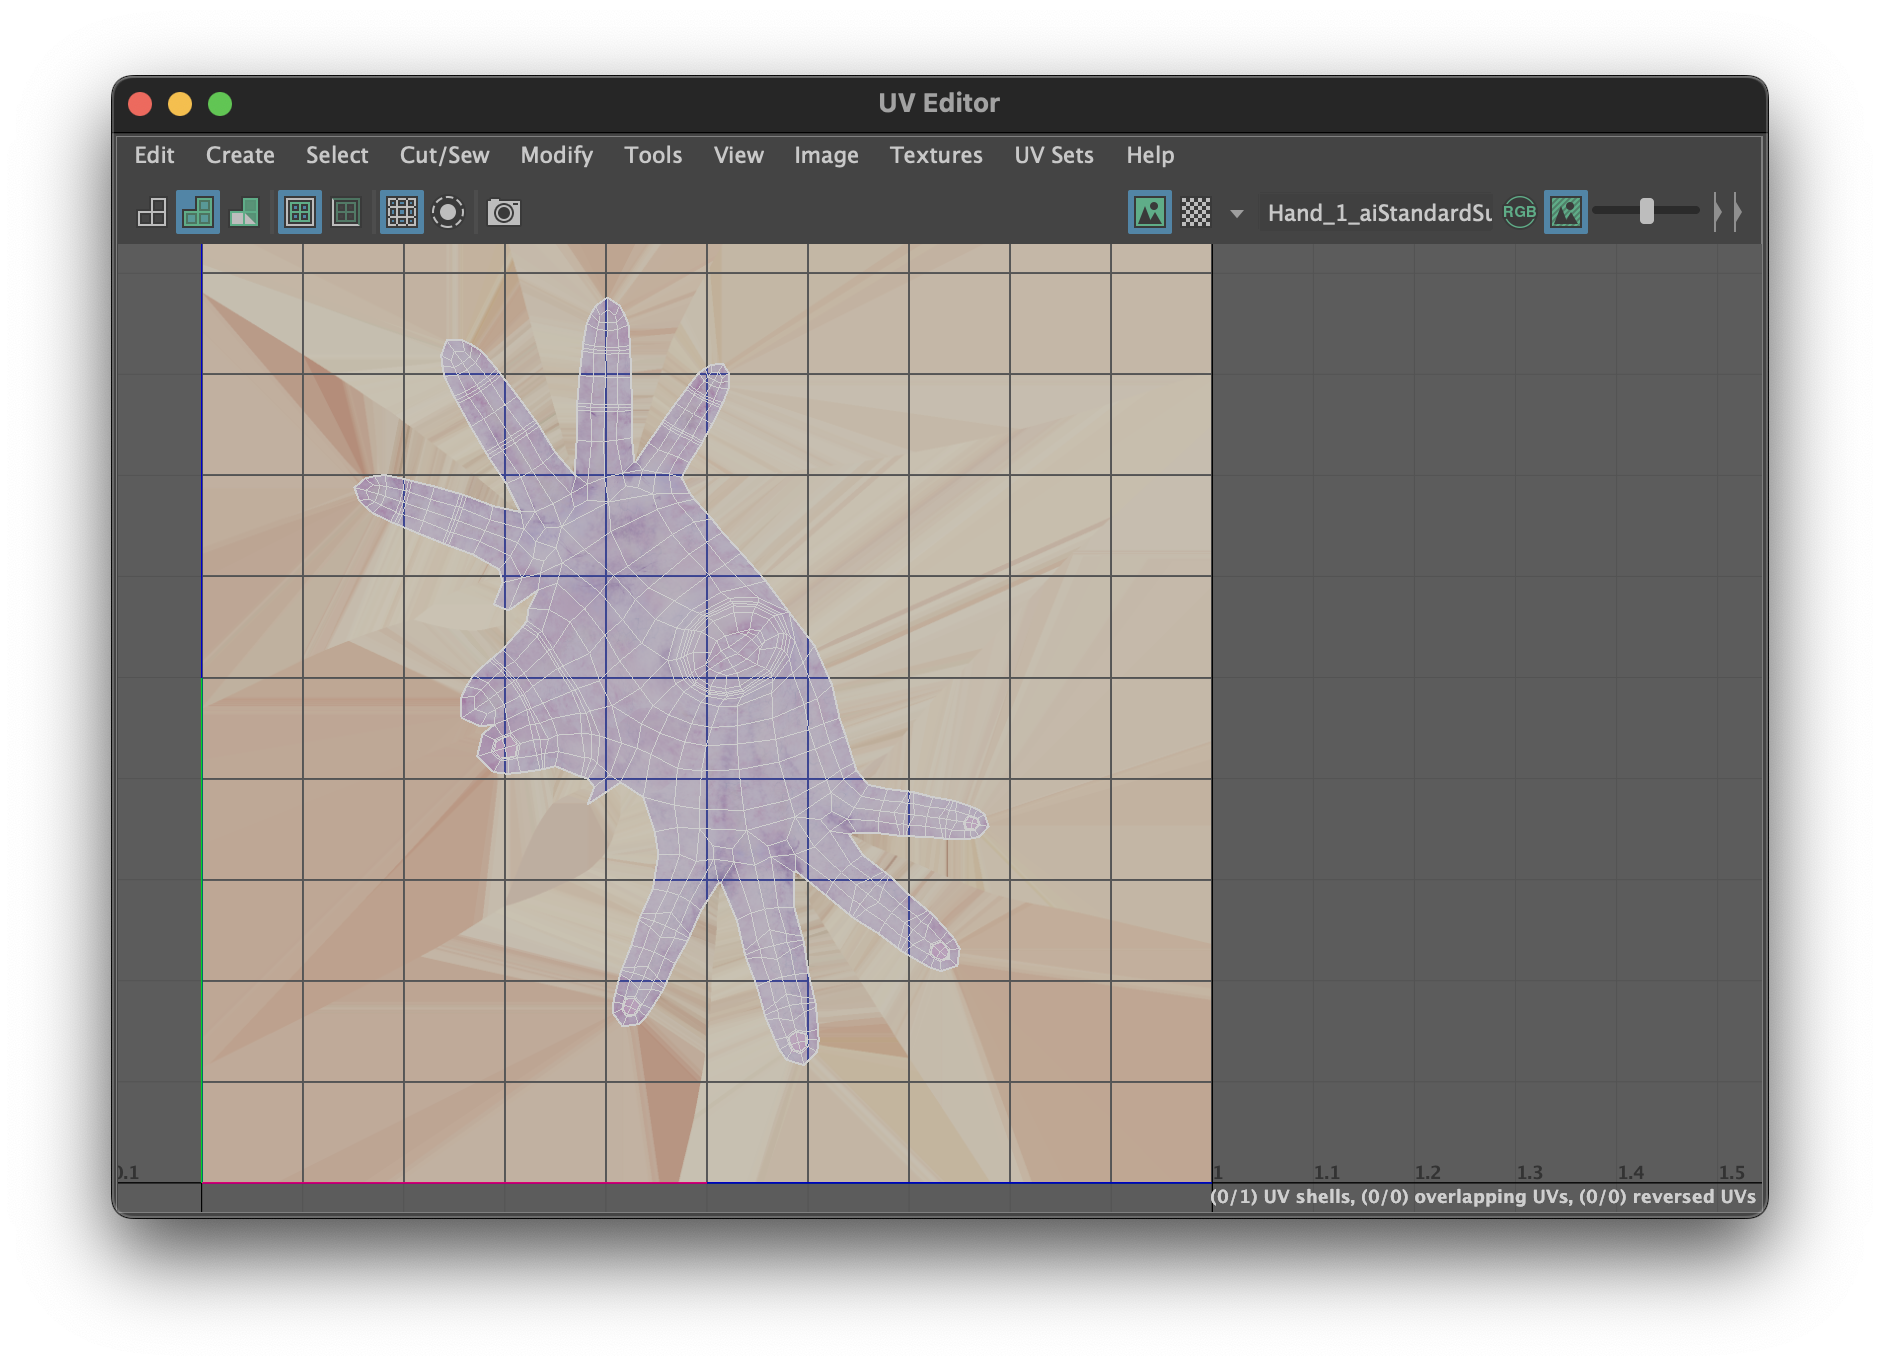 UV Editor
Edit Create Select Cut/Sew Modify Tools View Image Textures UV Sets Help
Hand_1_aiStandardSu
RGB
0.1 1 1.1 1.2 1.3 1.4 1.5
(0/1) UV shells, (0/0) overlapping UVs, (0/0) reversed UVs